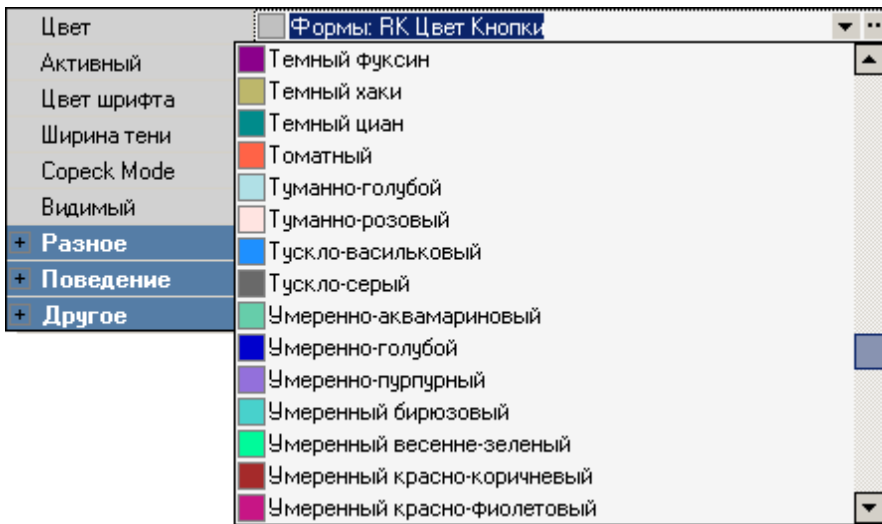 Цвет
Формы: RK Цвет Кнопки
Активный
Цвет шрифта
Ширина тени
Copeck Mode
Видимый
+ Разное
+ Поведение
+ Другое
Темный фуксин
Темный хаки
Темный циан
Томатный
Туманно-голубой
Туманно-розовый
Тускло-васильковый
Тускло-серый
Умеренно-аквамариновый
Умеренно-голубой
Умеренно-пурпурный
Умеренный бирюзовый
Умеренный весенне-зеленый
Умеренный красно-коричневый
Умеренный красно-фиолетовый